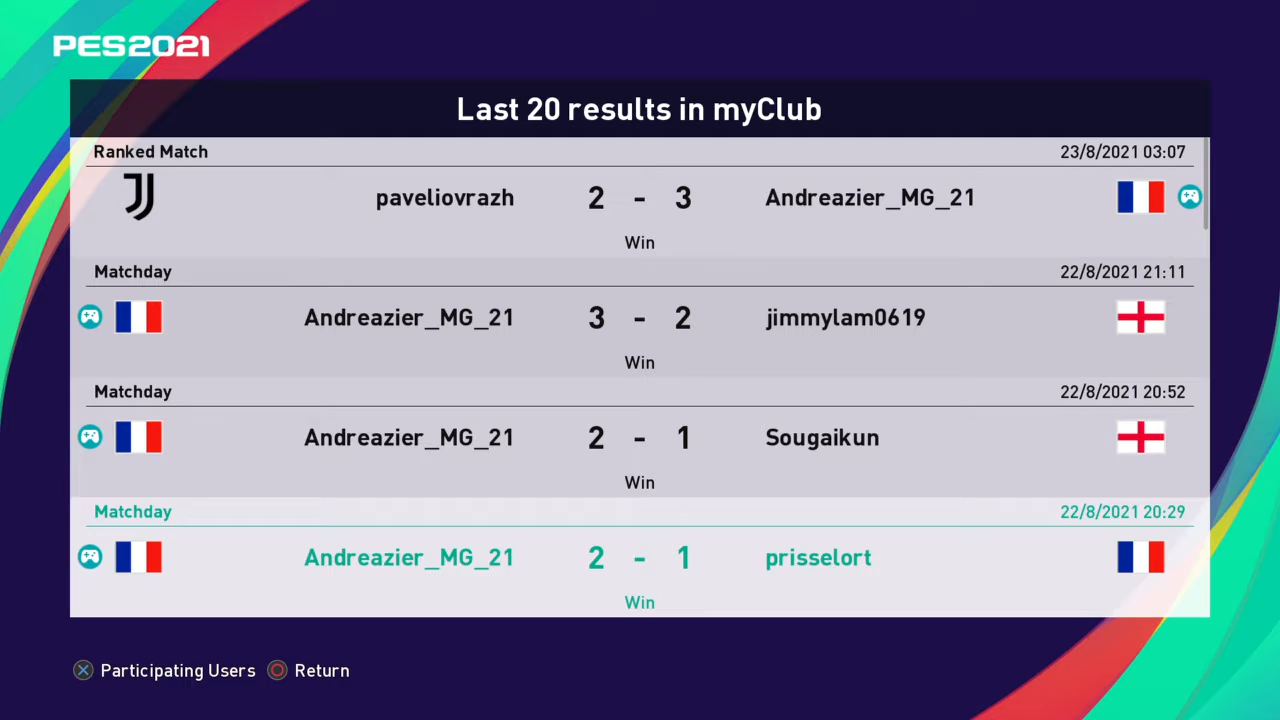 PES2021
Last 20 results in myClub
Ranked Match 23/8/2021 03:07
paveliovrazh 2 - 3 Andreazier_MG_21
Win
Matchday 22/8/2021 21:11
Andreazier_MG_21 3 - 2 jimmylam0619
Win
Matchday 22/8/2021 20:52
Andreazier_MG_21 2 - 1 Sougaikun
Win
Matchday 22/8/2021 20:29
Andreazier_MG_21 2 - 1 prisselort
Win
Participating Users Return